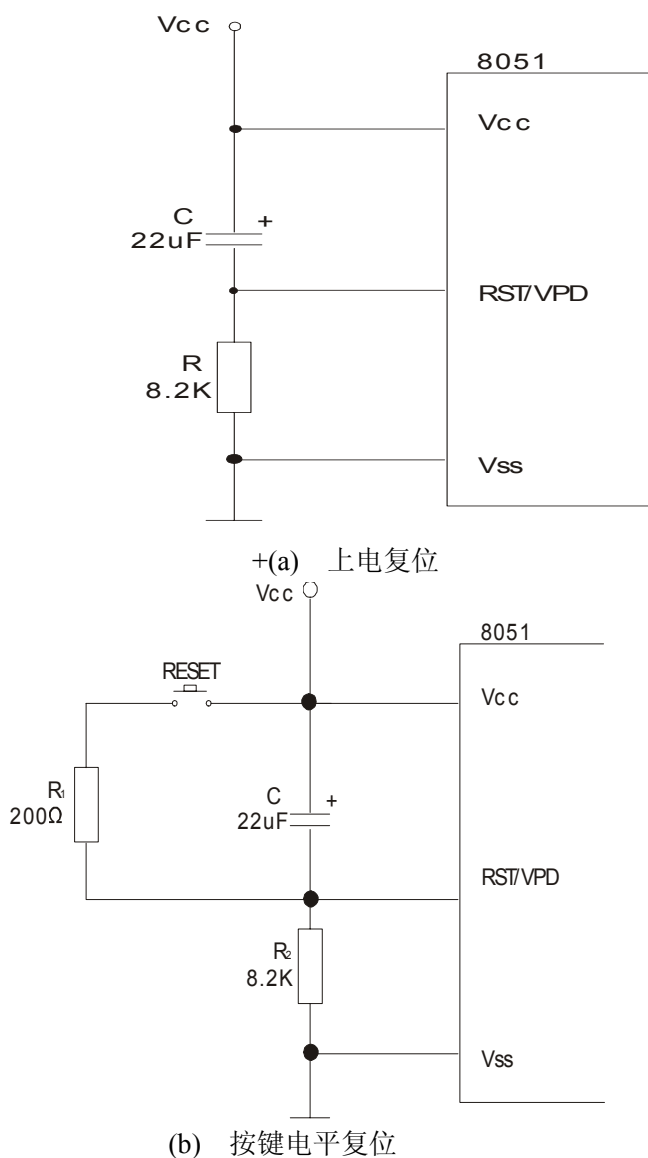 Vcc
8051
Vcc
C
+
22uF
RST/VPD
R
8.2K
Vss
+(a) 上电复位
Vcc
8051
RESET
Vcc
R1
200Ω
C
+
22uF
RST/VPD
R2
8.2K
Vss
(b) 按键电平复位